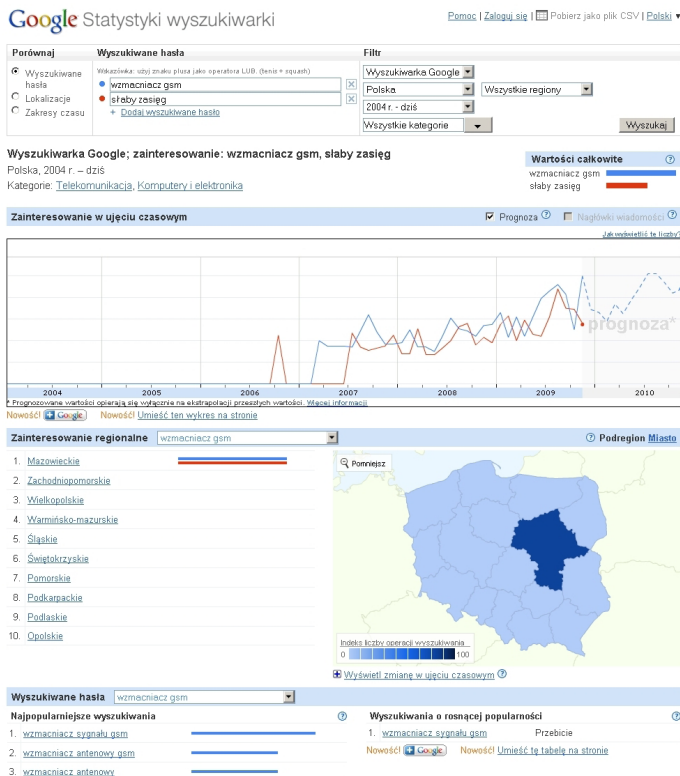 Google Statystyki wyszukiwarki
Pomoc | Zaloguj się | Pobierz jako plik CSV | Polski ▼
Porównaj
Wyszukiwane hasła
Filtr
Wyszukiwane hasła
Lokalizacje
Zakresy czasu
Wskazówka: użyj znaku plusa jako operatora LUB. (tenis + squash)
wzmacniacz gsm
słaby zasięg
+ Dodaj wyszukiwane hasło
Wyszukiwarka Google
Polska
Wszystkie regiony
2004 r. - dziś
Wszystkie kategorie
Wyszukaj
Wyszukiwarka Google; zainteresowanie: wzmacniacz gsm, słaby zasięg
Polska, 2004 r. – dziś
Kategorie: Telekomunikacja, Komputery i elektronika
Wartości całkowite
wzmacniacz gsm
słaby zasięg
Zainteresowanie w ujęciu czasowym
Prognoza
Nagłówki wiadomości
Jak wyświetlić te liczby?
prognoza*
2004 2005 2006 2007 2008 2009 2010
* Prognozowane wartości opierają się wyłącznie na ekstrapolacji przeszłych wartości. Więcej informacji
Nowość! + Google Nowość! Umieść ten wykres na stronie
Zainteresowanie regionalne wzmacniacz gsm
Podregion Miasto
1. Mazowieckie
2. Zachodniopomorskie
3. Wielkopolskie
4. Warmińsko-mazurskie
5. Śląskie
6. Świętokrzyskie
7. Pomorskie
8. Podkarpackie
9. Podlaskie
10. Opolskie
Pomniejsz
Indeks liczby operacji wyszukiwania
0 100
Wyświetl zmianę w ujęciu czasowym
Wyszukiwane hasła wzmacniacz gsm
Najpopularniejsze wyszukiwania
1. wzmacniacz sygnału gsm
2. wzmacniacz antenowy gsm
3. wzmacniacz antenowy
Wyszukiwania o rosnącej popularności
1. wzmacniacz sygnału gsm Przebicie
Nowość! + Google Nowość! Umieść tę tabelę na stronie